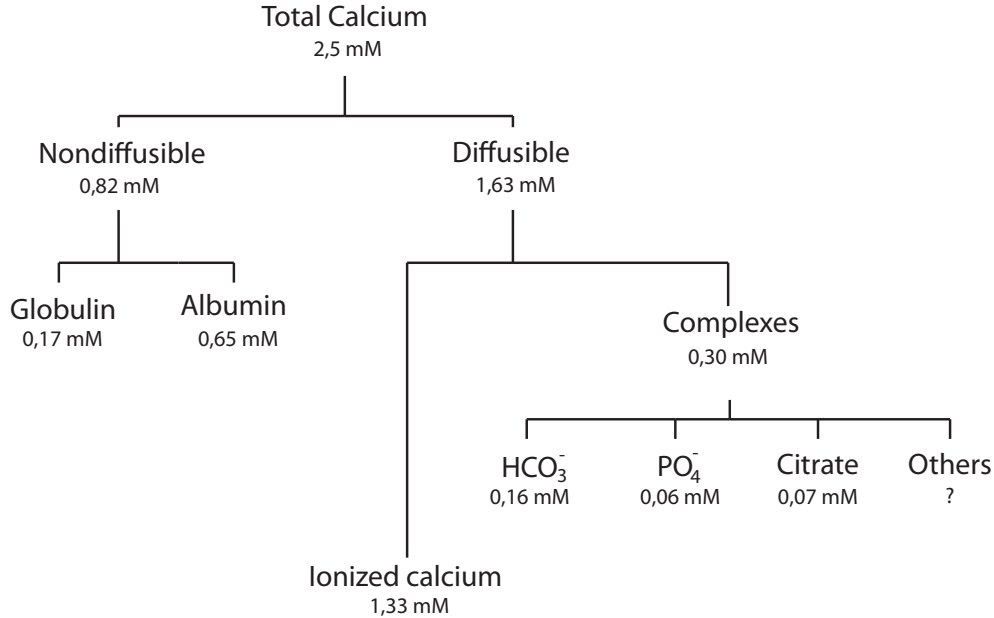 Total Calcium
2,5 mM
Nondiffusible
0,82 mM
Diffusible
1,63 mM
Globulin
0,17 mM
Albumin
0,65 mM
Complexes
0,30 mM
HCO₃⁻
0,16 mM
PO₄⁻
0,06 mM
Citrate
0,07 mM
Others
?
Ionized calcium
1,33 mM